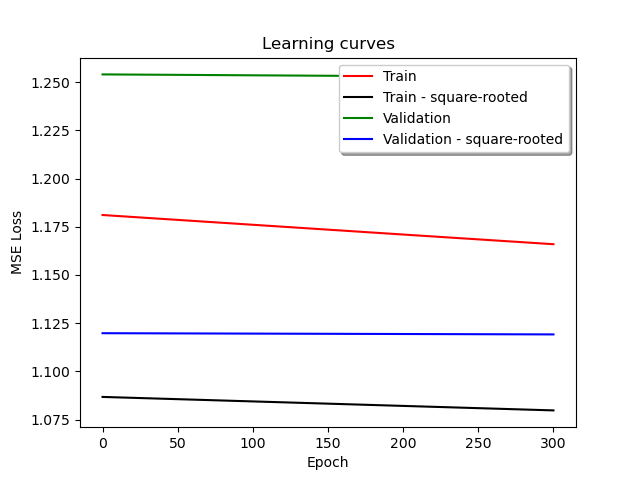 Learning curves
Train
Train - square-rooted
Validation
Validation - square-rooted
1.250
1.225
1.200
1.175
1.150
1.125
1.100
1.075
MSE Loss
0 50 100 150 200 250 300
Epoch